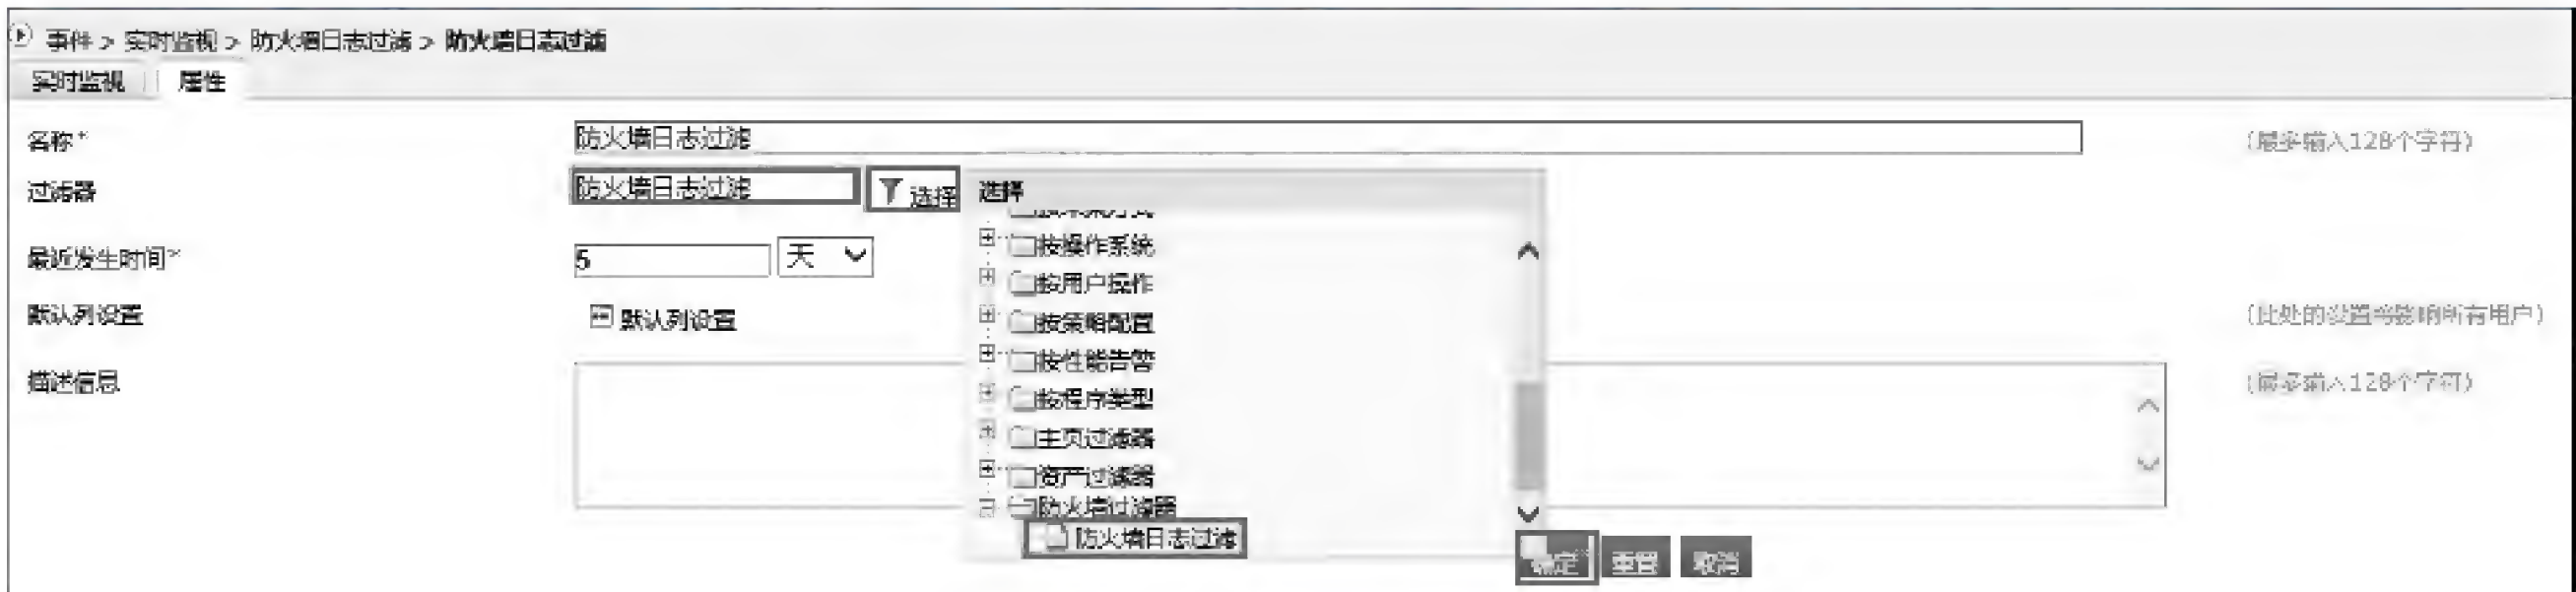 事件 > 实时监视 > 防火墙日志过滤 > 防火墙日志过滤
实时监视 属性
名称* 防火墙日志过滤 (最多输入128个字符)
过滤器 防火墙日志过滤 选择
选择
按操作系统
按用户操作
按策略配置
按性能告警
按程序类型
主页过滤器
资产过滤器
防火墙过滤器
防火墙日志过滤
最近发生时间* 5 天
默认列设置 默认列设置 (此处的设置将影响所有用户)
描述信息 (最多输入128个字符)
确定 重置 取消